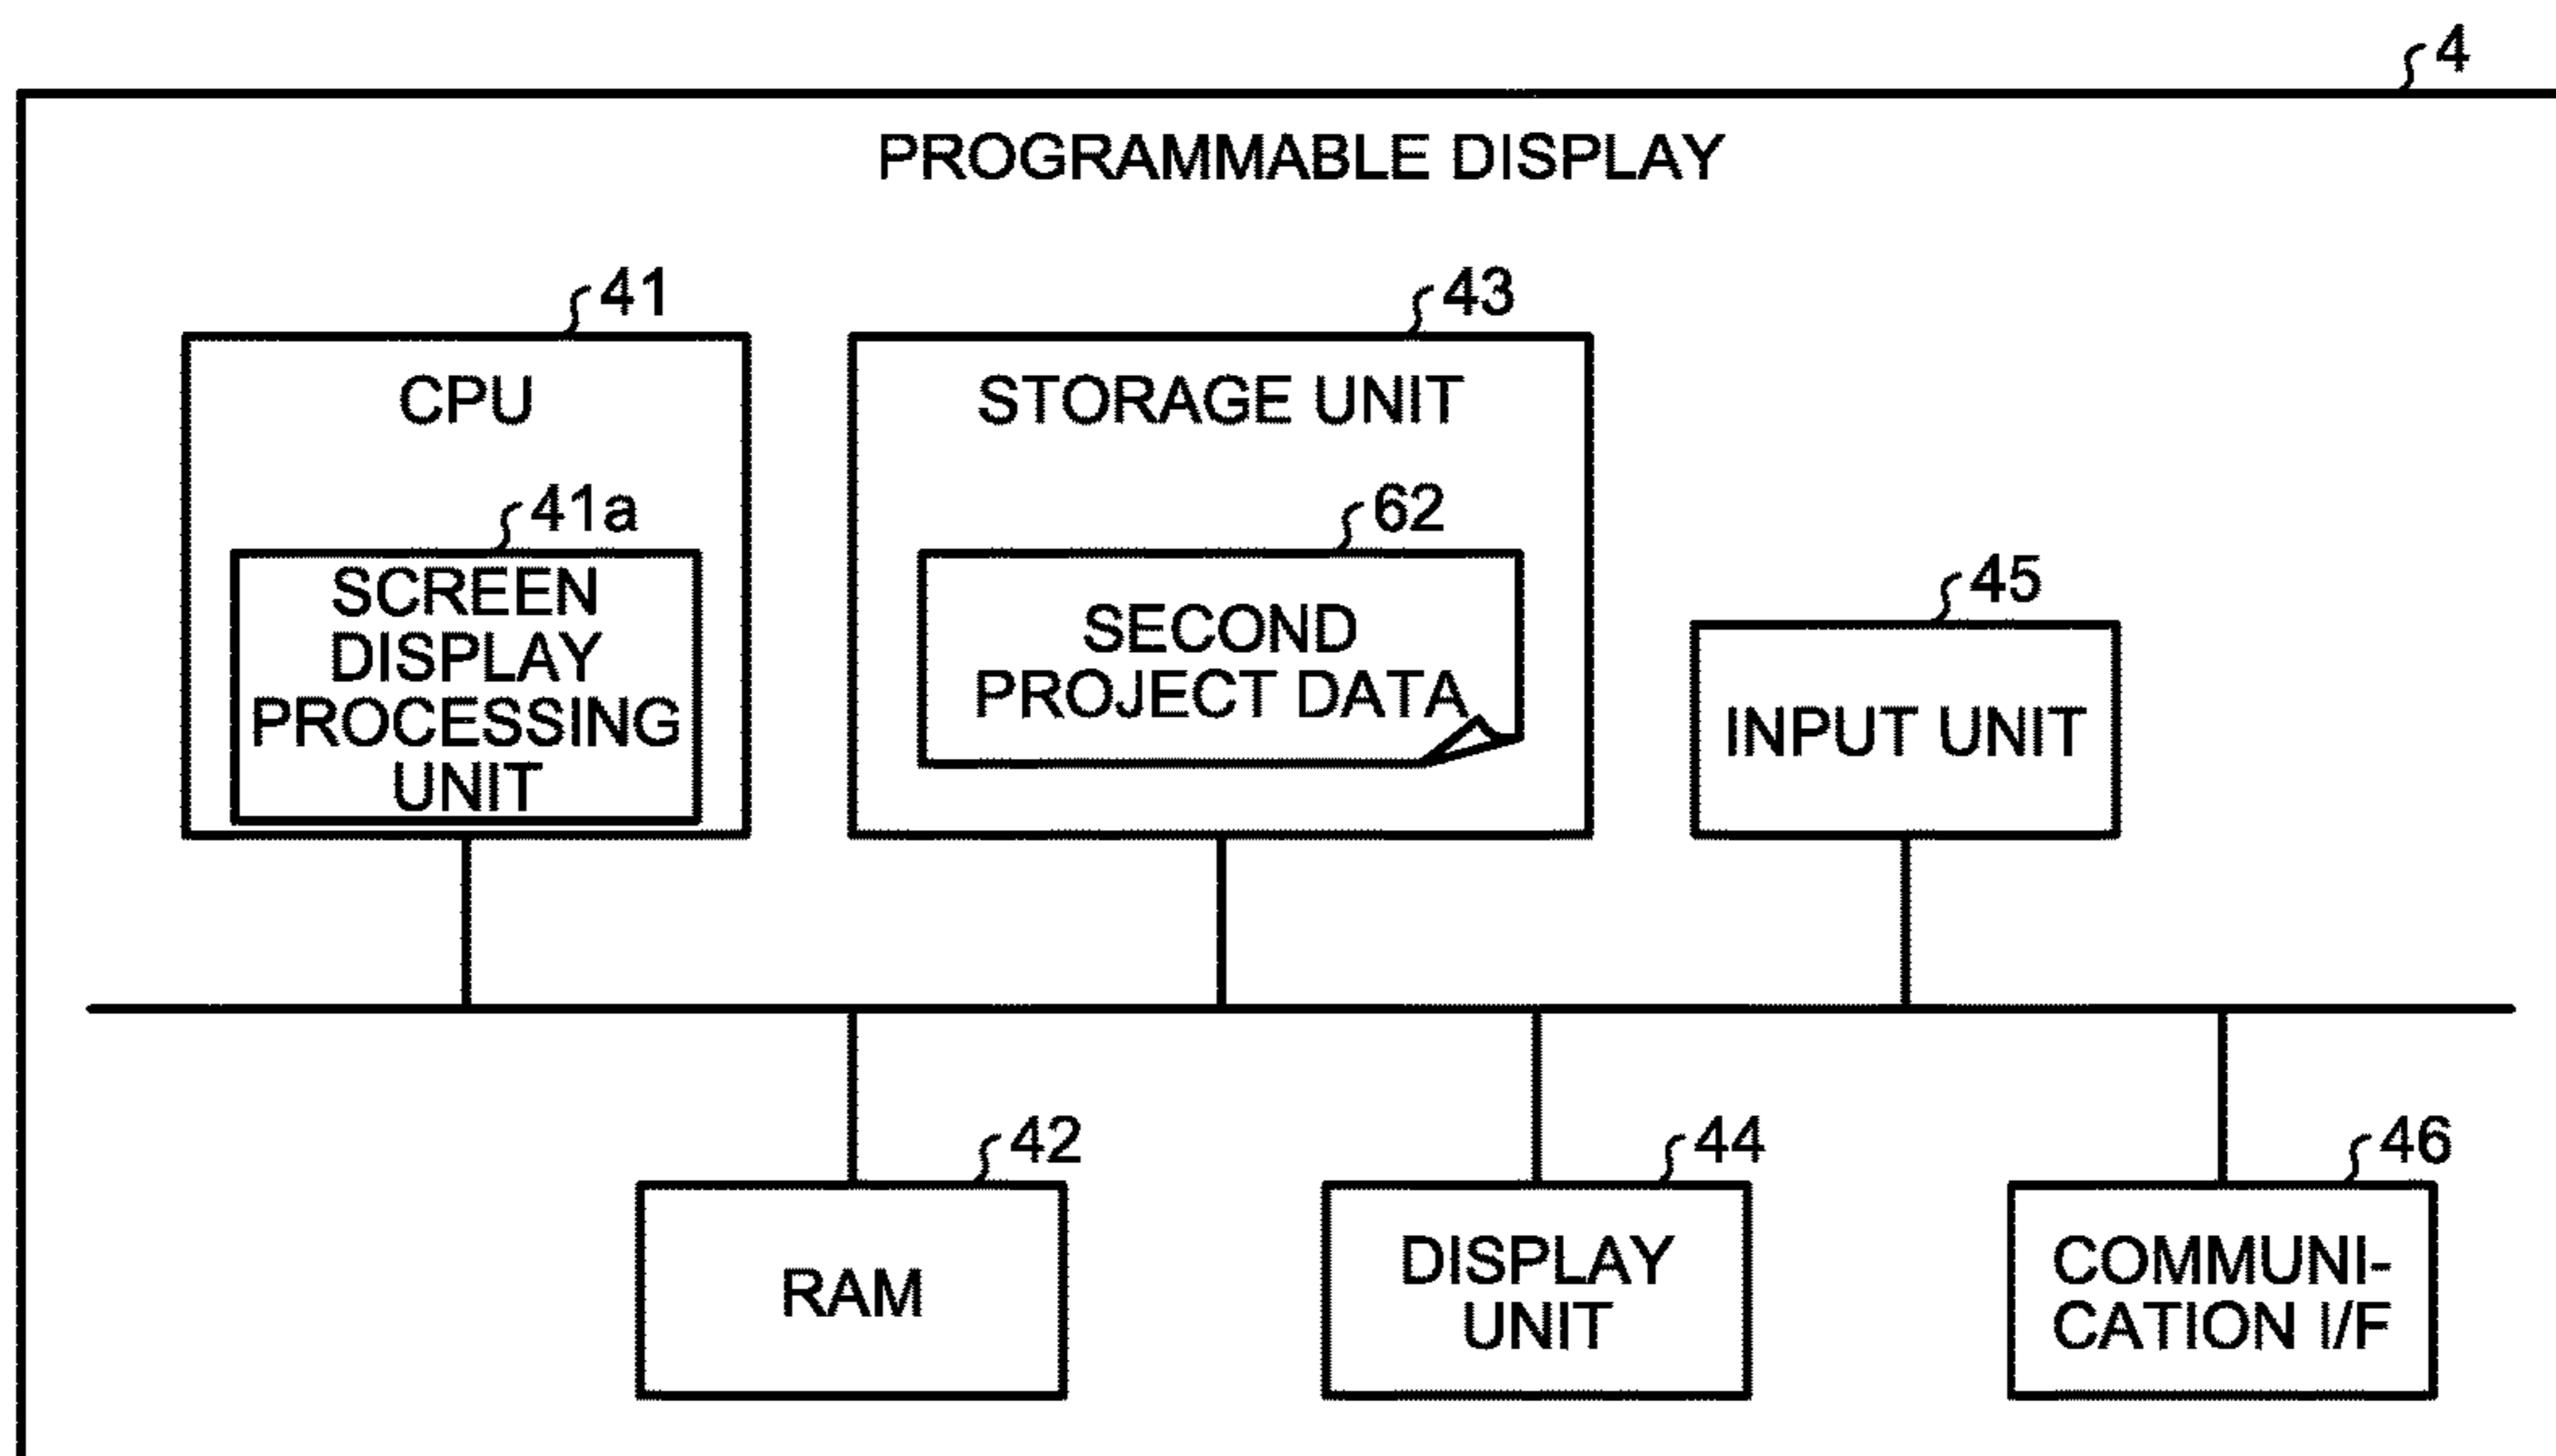 4
PROGRAMMABLE DISPLAY
41
CPU
41a
SCREEN
DISPLAY
PROCESSING
UNIT
43
STORAGE UNIT
62
SECOND
PROJECT DATA
45
INPUT UNIT
42
RAM
44
DISPLAY
UNIT
46
COMMUNI-
CATION I/F